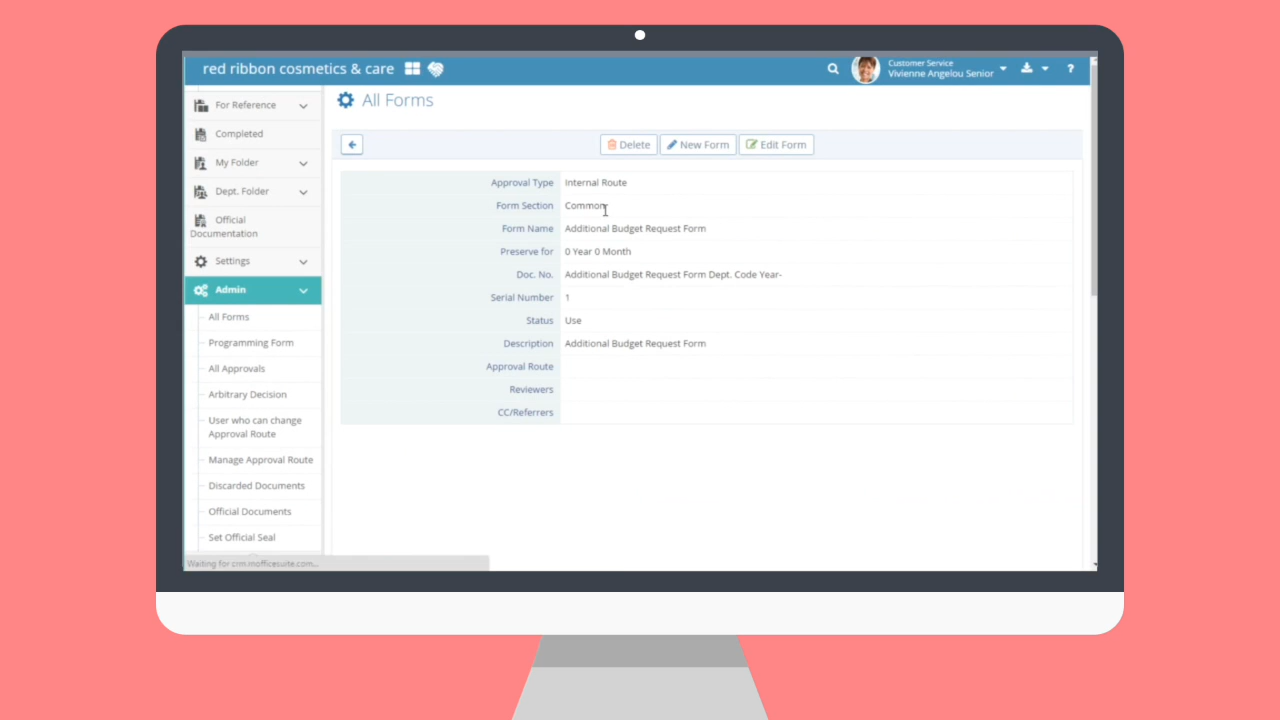 red ribbon cosmetics & care
Customer Service
Vivienne Angelou Senior
?
For Reference
Completed
My Folder
Dept. Folder
Official
Documentation
Settings
Admin
All Forms
Programming Form
All Approvals
Arbitrary Decision
User who can change
Approval Route
Manage Approval Route
Discarded Documents
Official Documents
Set Official Seal
Waiting for crm.inofficesuite.com...
All Forms
Delete
New Form
Edit Form
Approval Type Internal Route
Form Section Common
Form Name Additional Budget Request Form
Preserve for 0 Year 0 Month
Doc. No. Additional Budget Request Form Dept. Code Year-
Serial Number 1
Status Use
Description Additional Budget Request Form
Approval Route
Reviewers
CC/Referrers